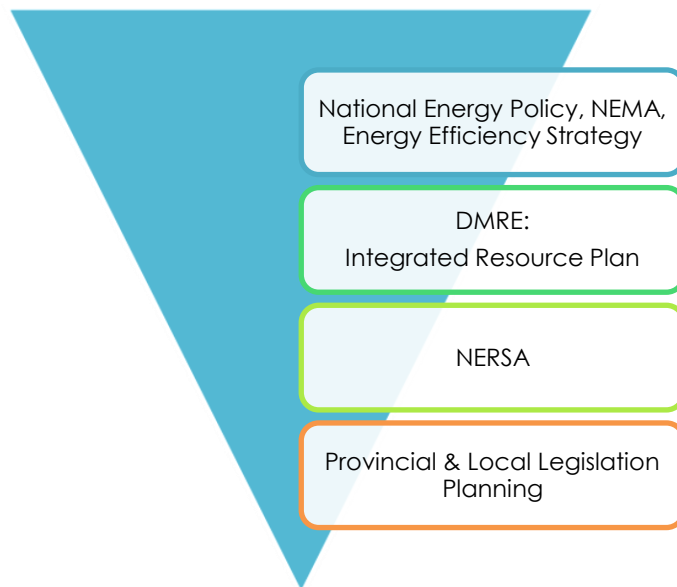 National Energy Policy, NEMA,
Energy Efficiency Strategy
DMRE:
Integrated Resource Plan
NERSA
Provincial & Local Legislation
Planning